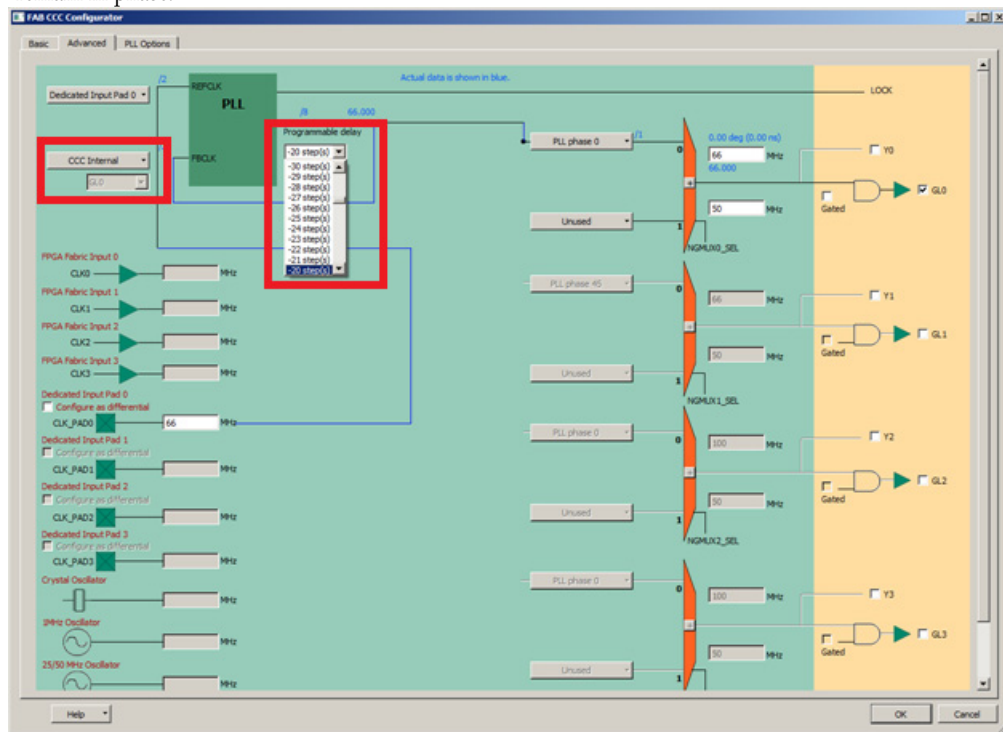 FAB CCC Configurator
Basic
Advanced
PLL Options
Actual data is shown in blue.
Dedicated Input Pad 0
/2
REFCLK
PLL
LOCK
/8
66.000
Programmable delay
-20 step(s)
-30 step(s)
-29 step(s)
-28 step(s)
-27 step(s)
-26 step(s)
-25 step(s)
-24 step(s)
-23 step(s)
-22 step(s)
-21 step(s)
-20 step(s)
CCC Internal
GL0
FBCLK
PLL phase 0
/1
0
0.00 deg (0.00 ns)
66
MHz
66.000
50
MHz
Unused
1
NGMUX0_SEL
Y0
Gated
GL0
FPGA Fabric Input 0
CLK0
MHz
FPGA Fabric Input 1
CLK1
MHz
FPGA Fabric Input 2
CLK2
MHz
FPGA Fabric Input 3
CLK3
MHz
PLL phase 45
0
66
MHz
50
MHz
Unused
1
NGMUX1_SEL
Y1
Gated
GL1
Dedicated Input Pad 0
Configure as differential
CLK_PAD0
66
MHz
Dedicated Input Pad 1
Configure as differential
CLK_PAD1
MHz
Dedicated Input Pad 2
Configure as differential
CLK_PAD2
MHz
Dedicated Input Pad 3
Configure as differential
CLK_PAD3
MHz
PLL phase 0
0
100
MHz
50
MHz
Unused
1
NGMUX2_SEL
Y2
Gated
GL2
Crystal Oscillator
MHz
1MHz Oscillator
MHz
25/50 MHz Oscillator
MHz
PLL phase 0
0
100
MHz
50
MHz
Unused
1
Y3
Gated
GL3
Help
OK
Cancel